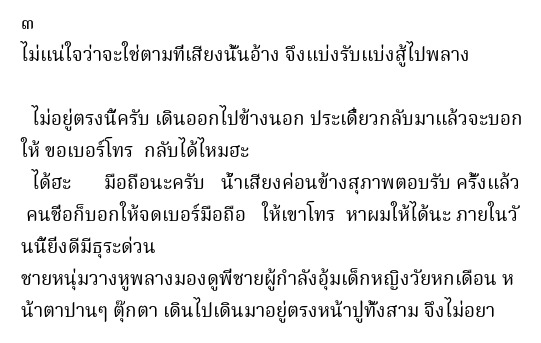 ๓
ไม่แน่ใจว่าจะใช่ตามที่เสียงนั้นอ้าง จึงแบ่งรับแบ่งสู้ไปพลาง
ไม่อยู่ตรงนี้ครับ เดินออกไปข้างนอก ประเดี๋ยวกลับมาแล้วจะบอก
ให้ ขอเบอร์โทร กลับได้ไหมฮะ
ได้ฮะ มือถือนะครับ น้ำเสียงค่อนข้างสุภาพตอบรับ ครั้งแล้ว
คนชื่อก็บอกให้จดเบอร์มือถือ ให้เขาโทร หาผมให้ได้นะ ภายในวั
นนี้ยิ่งดีมีธุระด่วน
ชายหนุ่มวางหูพลางมองดูพี่ชายผู้กำลังอุ้มเด็กหญิงวัยหกเดือน ห
น้าตาปานๆ ตุ๊กตา เดินไปเดินมาอยู่ตรงหน้าปู่ทั้งสาม จึงไม่อยา